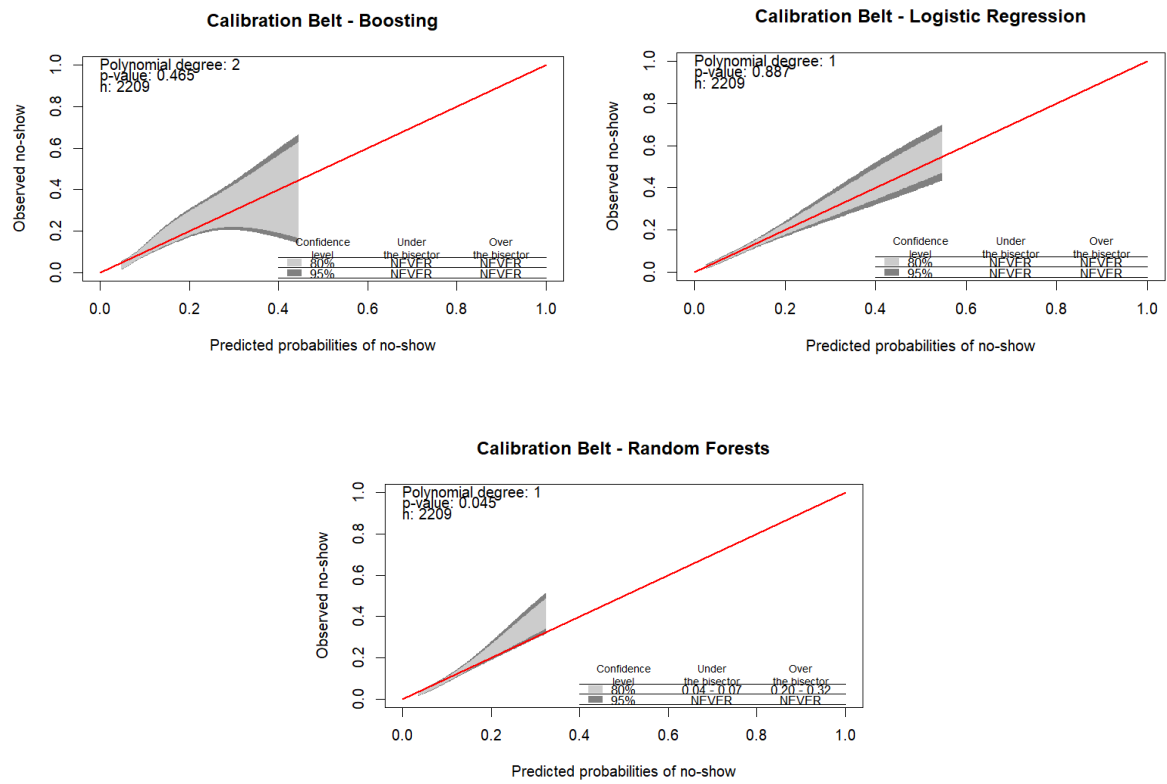 Calibration Belt - Boosting
Polynomial degree: 2
p-value: 0.465
n: 2209
Observed no-show
0.0 0.2 0.4 0.6 0.8 1.0
Confidence level Under the bisector Over the bisector
80% NEVER NEVER
95% NEVER NEVER
0.0 0.2 0.4 0.6 0.8 1.0
Predicted probabilities of no-show
Calibration Belt - Logistic Regression
Polynomial degree: 1
p-value: 0.887
n: 2209
Observed no-show
0.0 0.2 0.4 0.6 0.8 1.0
Confidence level Under the bisector Over the bisector
80% NEVER NEVER
95% NEVER NEVER
0.0 0.2 0.4 0.6 0.8 1.0
Predicted probabilities of no-show
Calibration Belt - Random Forests
Polynomial degree: 1
p-value: 0.045
n: 2209
Observed no-show
0.0 0.2 0.4 0.6 0.8 1.0
Confidence level Under the bisector Over the bisector
80% 0.04 - 0.07 0.20 - 0.32
95% NEVER NEVER
0.0 0.2 0.4 0.6 0.8 1.0
Predicted probabilities of no-show